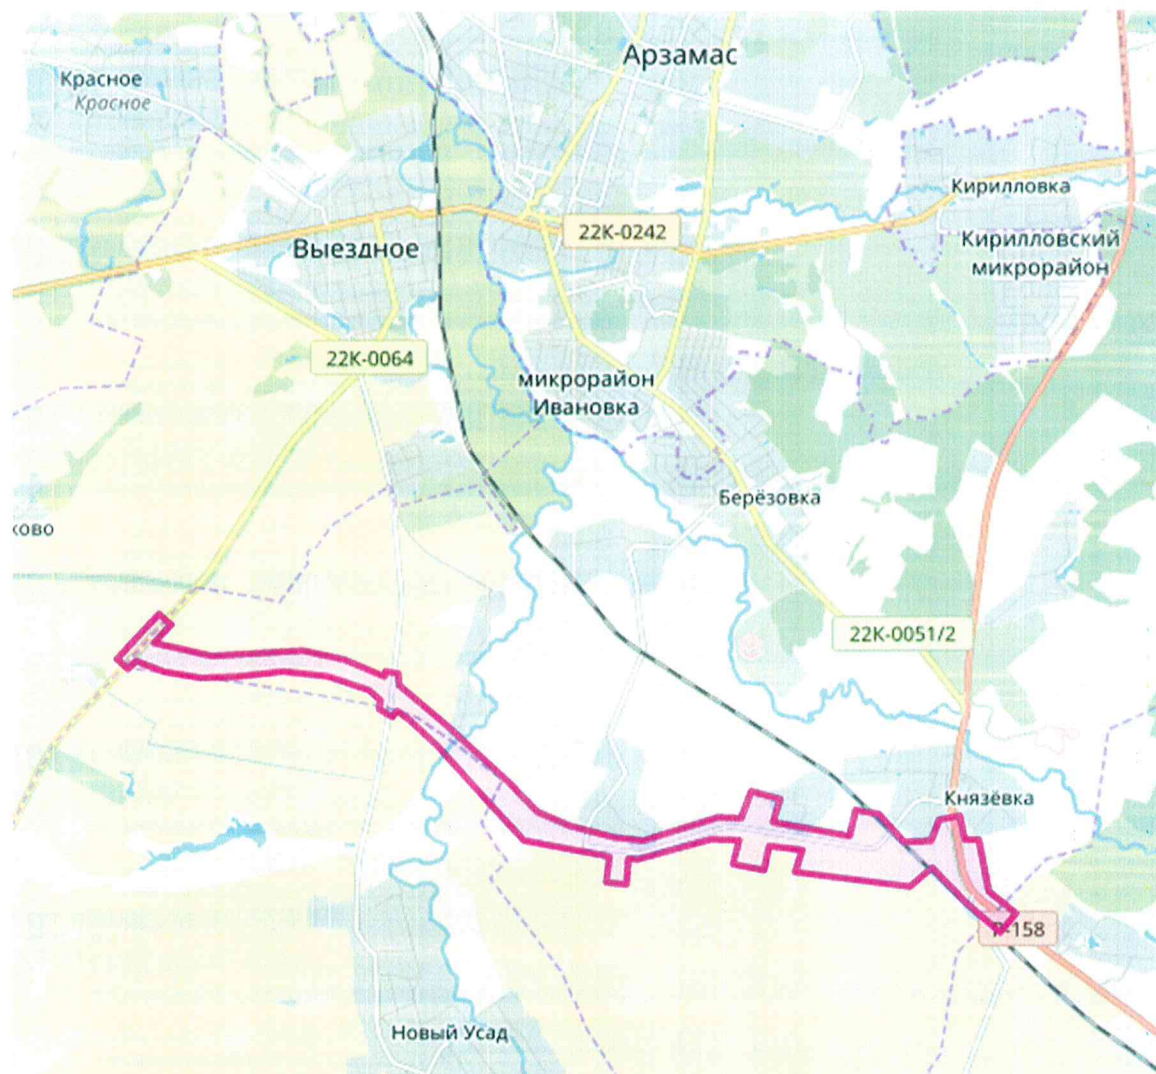 Арзамас
Красное
Красное
Кирилловка
22К-0242
Выездное
Кирилловский
микрорайон
22К-0064
микрорайон
Ивановка
Берёзовка
ково
22К-0051/2
Князёвка
Р-158
Новый Усад